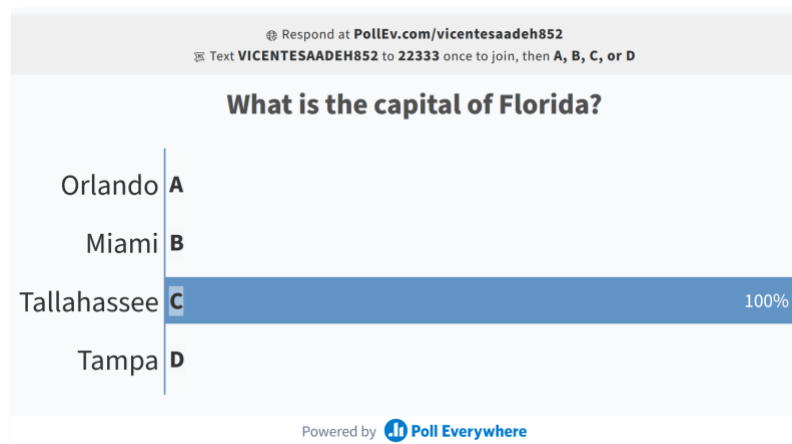 Respond at PollEv.com/vicentesaadeh852
Text VICENTESAADEH852 to 22333 once to join, then A, B, C, or D
What is the capital of Florida?
Orlando A
Miami B
Tallahassee C 100%
Tampa D
Powered by Poll Everywhere